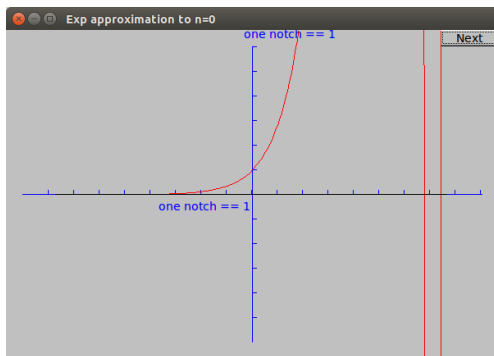 Exp approximation to n=0
one notch == 1
Next
one notch == 1